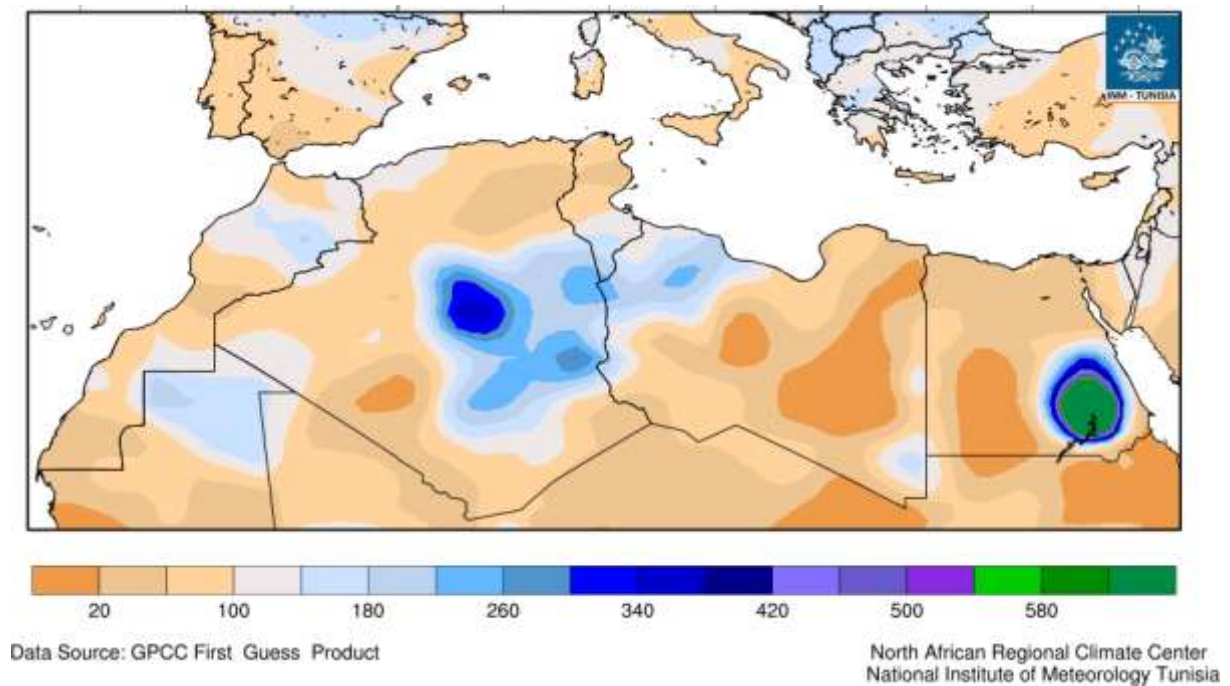 INM - TUNISIA
20 100 180 260 340 420 500 580
Data Source: GPCC First Guess Product
North African Regional Climate Center
National Institute of Meteorology Tunisia